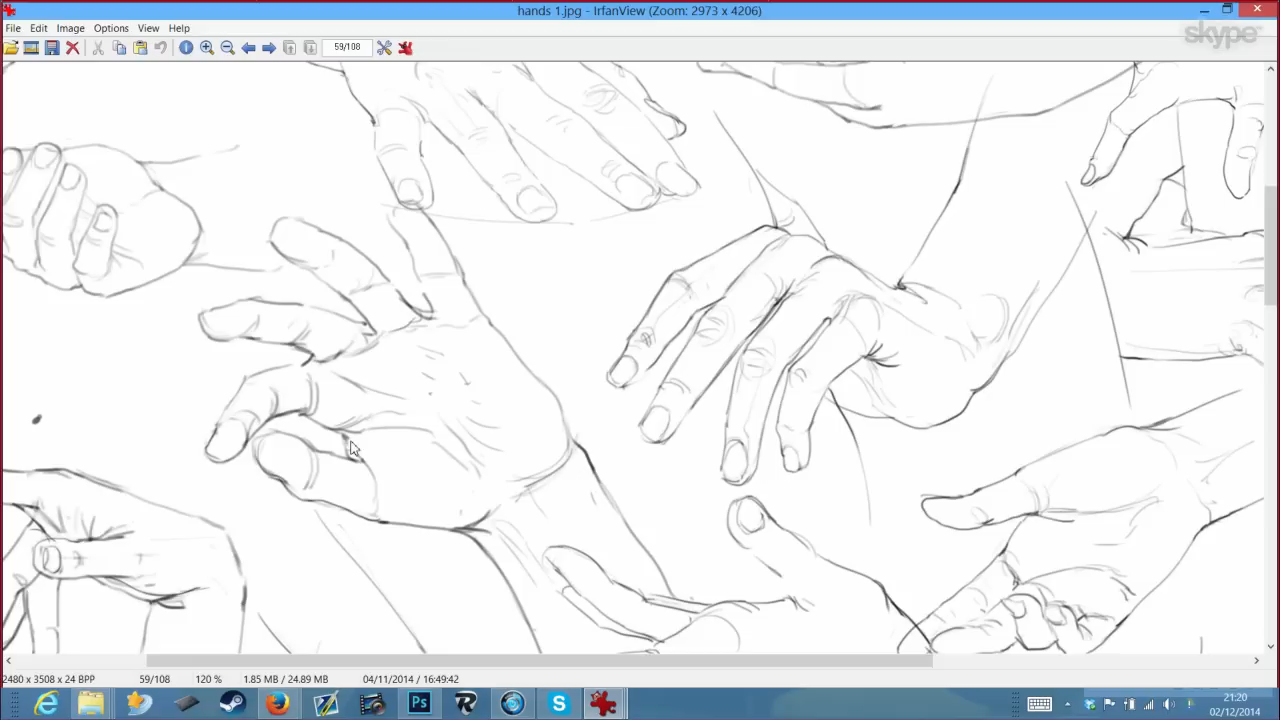 hands 1.jpg - IrfanView (Zoom: 2973 x 4206)
skype
File Edit Image Options View Help
59/108
2480 x 3508 x 24 BPP 59/108 120 % 1.85 MB / 24.89 MB 04/11/2014 / 16:49:42
Ps
21:20
02/12/2014